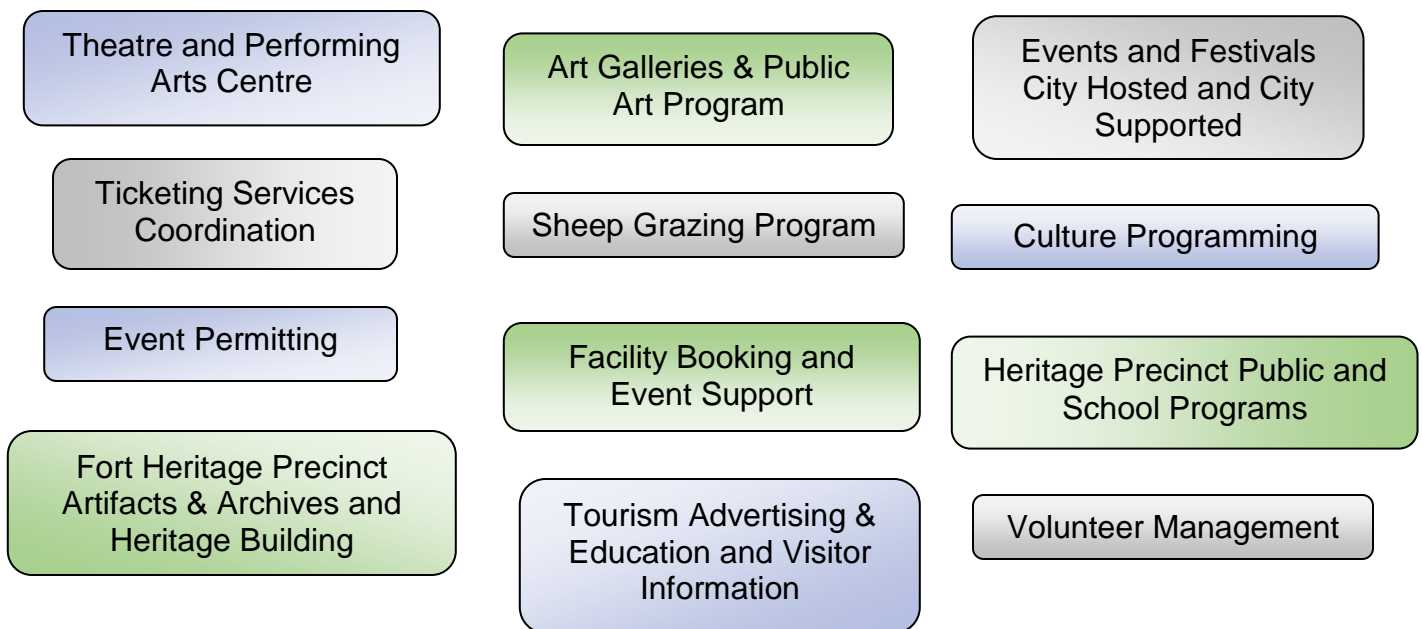 Theatre and Performing
Arts Centre
Art Galleries & Public
Art Program
Events and Festivals
City Hosted and City
Supported
Ticketing Services
Coordination
Sheep Grazing Program
Culture Programming
Event Permitting
Facility Booking and
Event Support
Heritage Precinct Public and
School Programs
Fort Heritage Precinct
Artifacts & Archives and
Heritage Building
Tourism Advertising &
Education and Visitor
Information
Volunteer Management